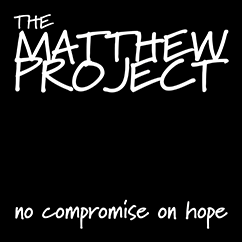 THE
MATTHEW
PROJECT
no compromise on hope